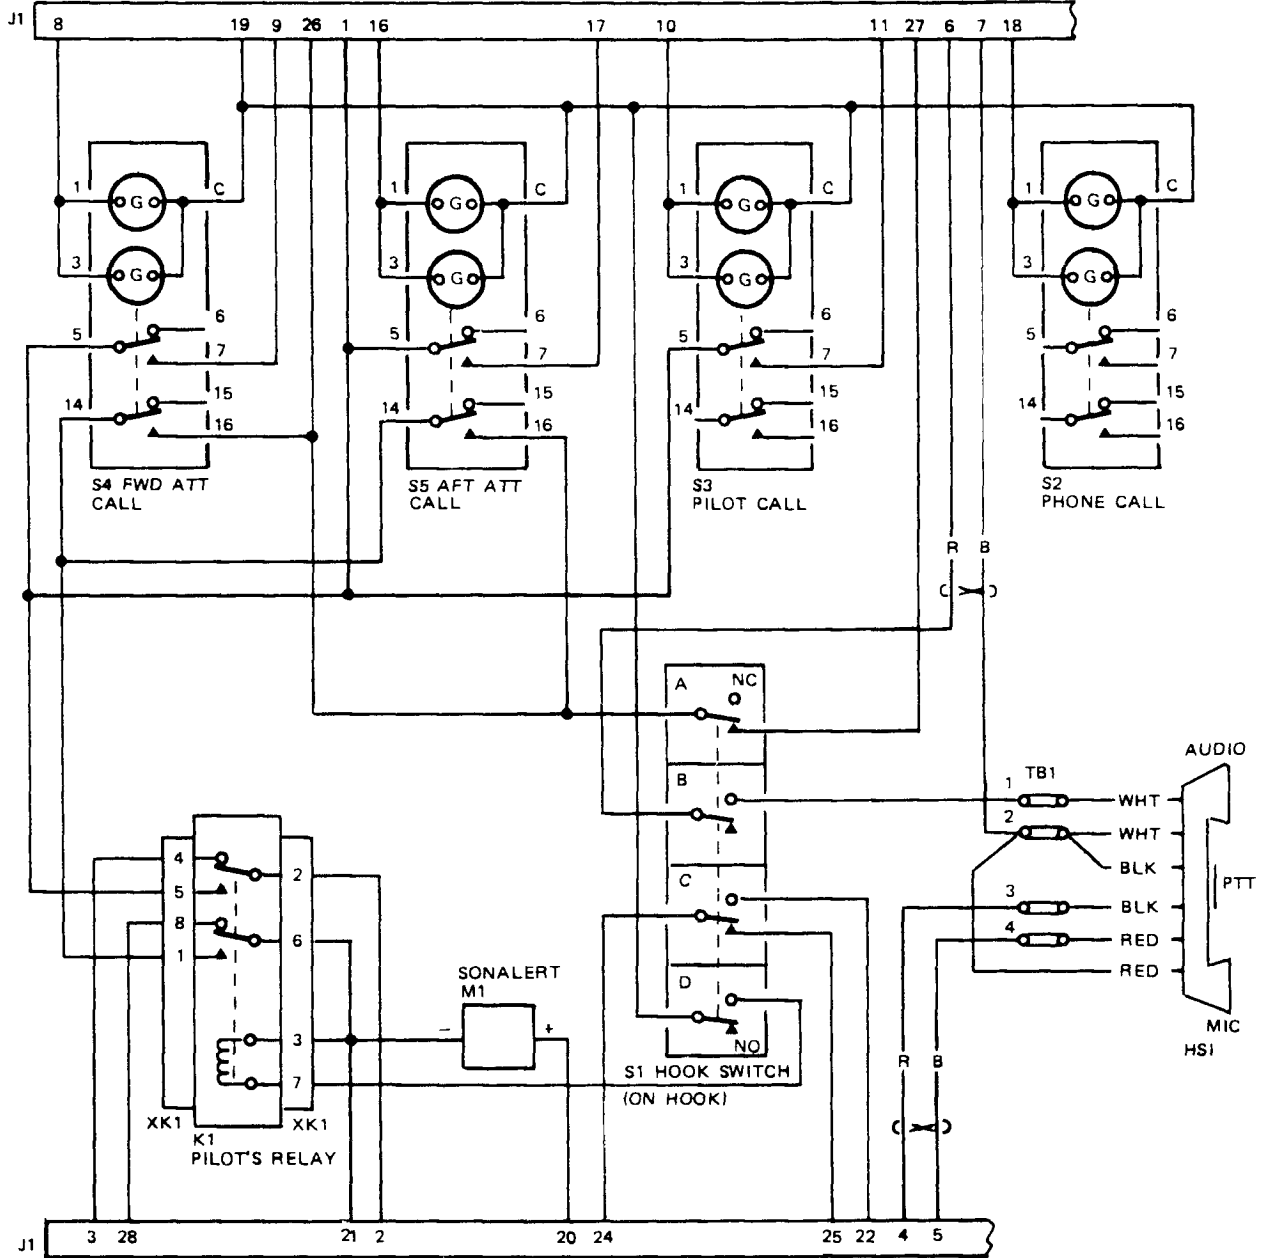 J1 8 19 9 26 1 16 17 10 11 27 6 7 18
1 G C 1 G C 1 G C 1 G C
3 G 3 G 3 G 3 G
6 6 6 6
5 7 5 7 5 7 5 7
15 15 15 15
14 16 14 16 14 16 14 16
S4 FWD ATT
CALL
S5 AFT ATT
CALL
S3
PILOT CALL
S2
PHONE CALL
R B
A NC
B
C
D
NO
S1 HOOK SWITCH
(ON HOOK)
AUDIO
1 TB1 WHT
2 WHT
BLK
PTT
3 BLK
4 RED
RED
MIC
HS1
4 2
5
8 6
1
3
7
XK1 XK1
K1
PILOT'S RELAY
SONALERT
M1
− +
R B
J1 3 28 21 2 20 24 25 22 4 5